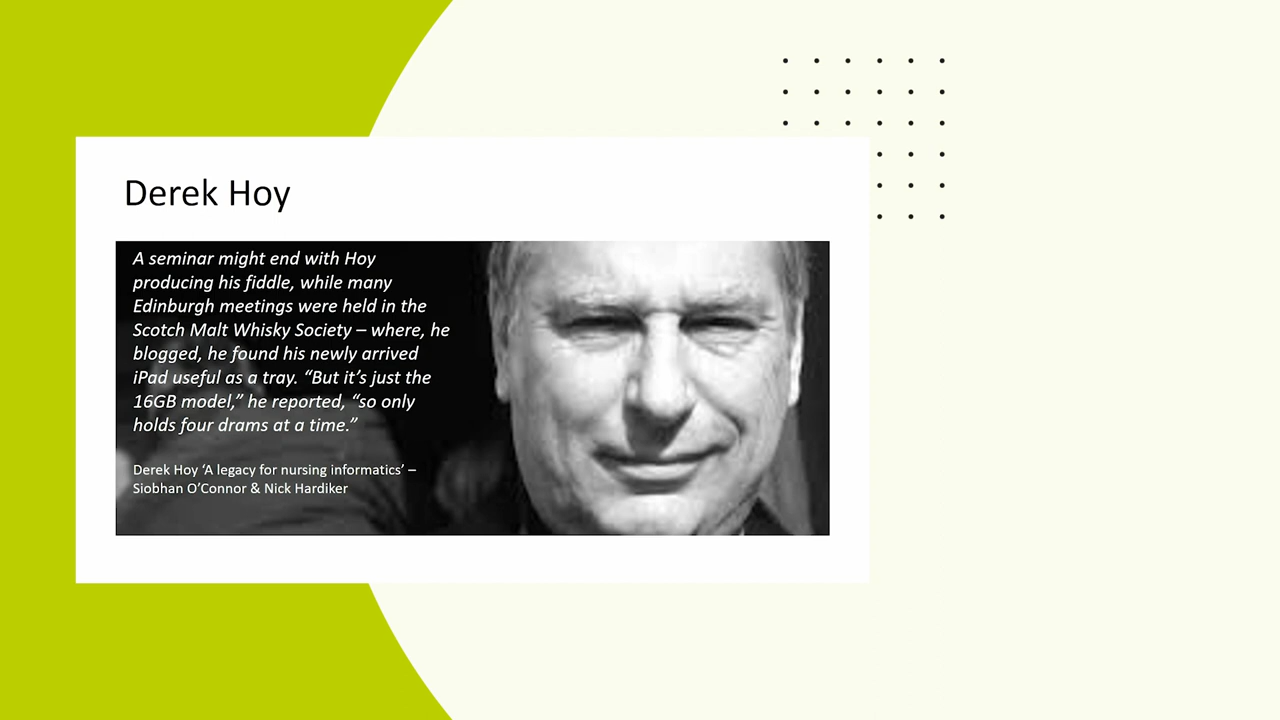 Derek Hoy
A seminar might end with Hoy
producing his fiddle, while many
Edinburgh meetings were held in the
Scotch Malt Whisky Society – where, he
blogged, he found his newly arrived
iPad useful as a tray. “But it’s just the
16GB model,” he reported, “so only
holds four drams at a time.”
Derek Hoy ‘A legacy for nursing informatics’ –
Siobhan O’Connor & Nick Hardiker